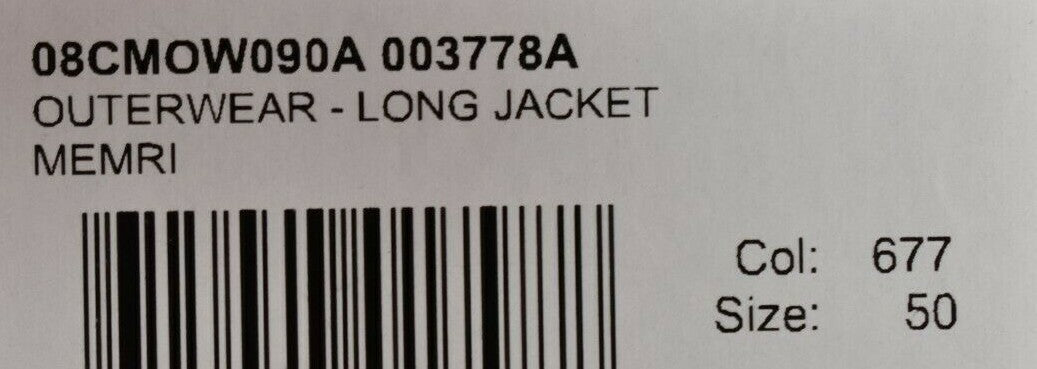 08CMOW090A 003778A
OUTERWEAR - LONG JACKET
MEMRI
Col: 677
Size: 50